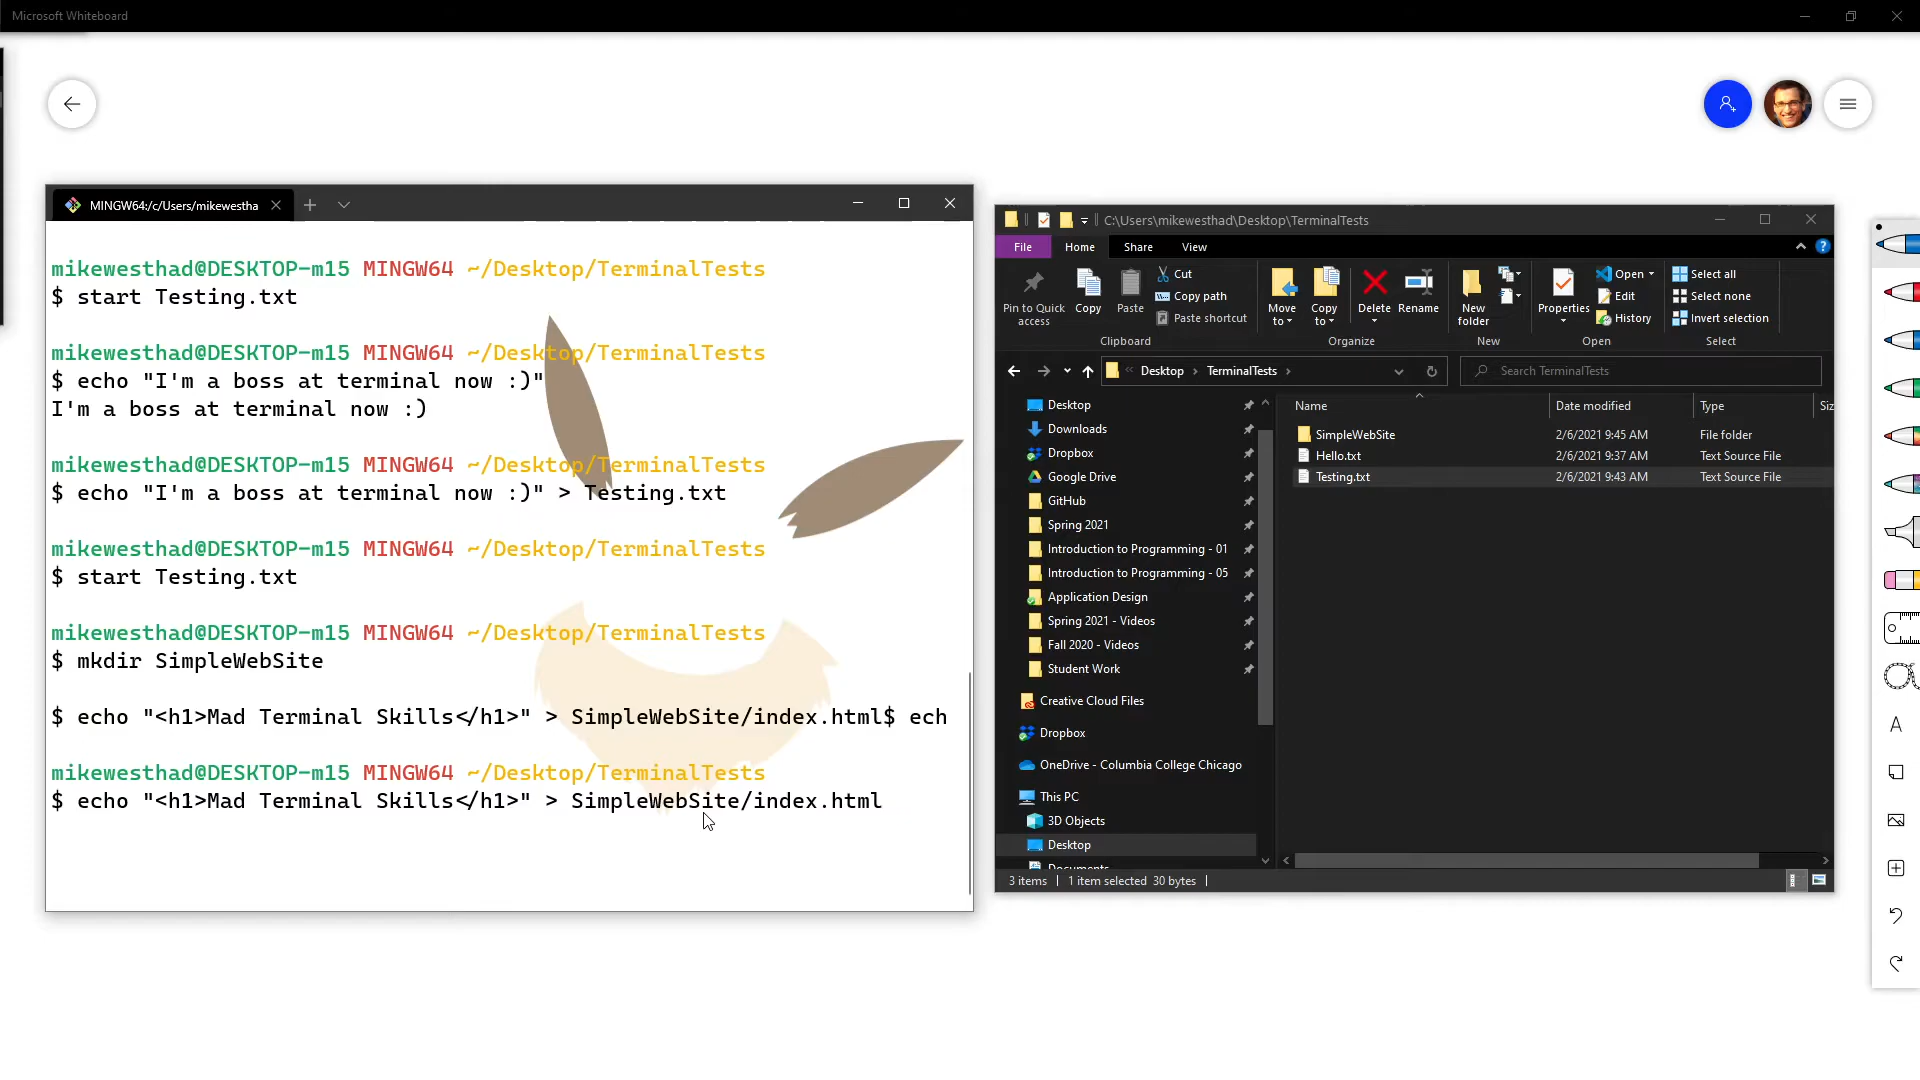 Microsoft Whiteboard
MINGW64:/c/Users/mikewestha
mikewesthad@DESKTOP-m15 MINGW64 ~/Desktop/TerminalTests
$ start Testing.txt
mikewesthad@DESKTOP-m15 MINGW64 ~/Desktop/TerminalTests
$ echo "I'm a boss at terminal now :)"
I'm a boss at terminal now :)
mikewesthad@DESKTOP-m15 MINGW64 ~/Desktop/TerminalTests
$ echo "I'm a boss at terminal now :)" > Testing.txt
mikewesthad@DESKTOP-m15 MINGW64 ~/Desktop/TerminalTests
$ start Testing.txt
mikewesthad@DESKTOP-m15 MINGW64 ~/Desktop/TerminalTests
$ mkdir SimpleWebSite
$ echo "<h1>Mad Terminal Skills</h1>" > SimpleWebSite/index.html$ ech
mikewesthad@DESKTOP-m15 MINGW64 ~/Desktop/TerminalTests
$ echo "<h1>Mad Terminal Skills</h1>" > SimpleWebSite/index.html
C:\Users\mikewesthad\Desktop\TerminalTests
File Home Share View
Pin to Quick access
Copy
Paste
Cut
Copy path
Paste shortcut
Clipboard
Move to
Copy to
Delete
Rename
Organize
New folder
New
Properties
Open
Edit
History
Open
Select all
Select none
Invert selection
Select
Desktop > TerminalTests >
Search TerminalTests
Desktop
Downloads
Dropbox
Google Drive
GitHub
Spring 2021
Introduction to Programming - 01
Introduction to Programming - 05
Application Design
Spring 2021 - Videos
Fall 2020 - Videos
Student Work
Creative Cloud Files
Dropbox
OneDrive - Columbia College Chicago
This PC
3D Objects
Desktop
Documents
Name Date modified Type Siz
SimpleWebSite 2/6/2021 9:45 AM File folder
Hello.txt 2/6/2021 9:37 AM Text Source File
Testing.txt 2/6/2021 9:43 AM Text Source File
3 items | 1 item selected 30 bytes |